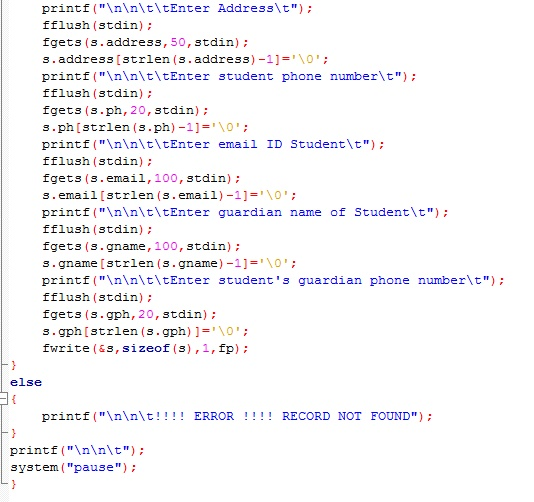 printf("\n\n\t\tEnter Address\t");
fflush(stdin);
fgets(s.address,50,stdin);
s.address[strlen(s.address)-1]='\0';
printf("\n\n\t\tEnter student phone number\t");
fflush(stdin);
fgets(s.ph,20,stdin);
s.ph[strlen(s.ph)-1]='\0';
printf("\n\n\t\tEnter email ID Student\t");
fflush(stdin);
fgets(s.email,100,stdin);
s.email[strlen(s.email)-1]='\0';
printf("\n\n\t\tEnter guardian name of Student\t");
fflush(stdin);
fgets(s.gname,100,stdin);
s.gname[strlen(s.gname)-1]='\0';
printf("\n\n\t\tEnter student's guardian phone number\t");
fflush(stdin);
fgets(s.gph,20,stdin);
s.gph[strlen(s.gph)]='\0';
fwrite(&s,sizeof(s),1,fp);
}
else
{
printf("\n\n\t!!!! ERROR !!!! RECORD NOT FOUND");
}
printf("\n\n\t");
system("pause");
}